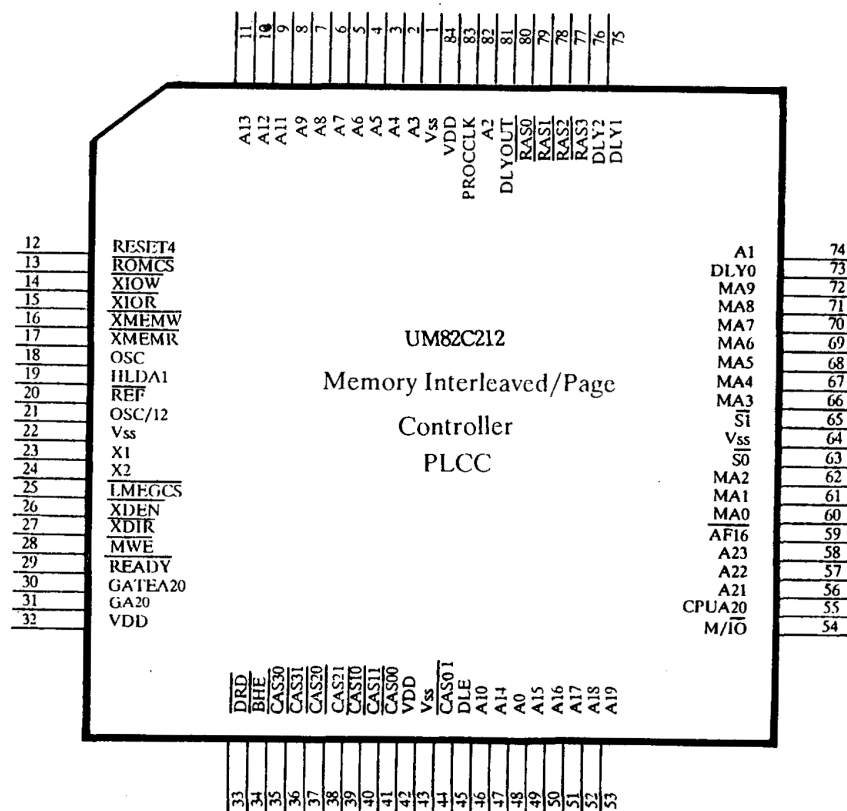 11 10 9 8 7 6 5 4 3 2 1 84 83 82 81 80 79 78 77 76 75
A13 A12 A11 A9 A8 A7 A6 A5 A4 A3 Vss VDD PROCCLK A2 DLYOUT RAS0 RAS1 RAS2 RAS3 DLY2 DLY1
12 RESET4
13 ROMCS
14 XIOW
15 XIOR
16 XMEMW
17 XMEMR
18 OSC
19 HLDA1
20 REF
21 OSC/12
22 Vss
23 X1
24 X2
25 LMEGCS
26 XDEN
27 XDIR
28 MWE
29 READY
30 GATEA20
31 GA20
32 VDD
UM82C212
Memory Interleaved/Page
Controller
PLCC
A1 74
DLY0 73
MA9 72
MA8 71
MA7 70
MA6 69
MA5 68
MA4 67
MA3 66
S1 65
Vss 64
S0 63
MA2 62
MA1 61
MA0 60
AF16 59
A23 58
A22 57
A21 56
CPUA20 55
M/IO 54
DRD BHE CAS30 CAS31 CAS20 CAS21 CAS10 CAS11 CAS00 VDD Vss CAS01 DLE A10 A14 A0 A15 A16 A17 A18 A19
33 34 35 36 37 38 39 40 41 42 43 44 45 46 47 48 49 50 51 52 53